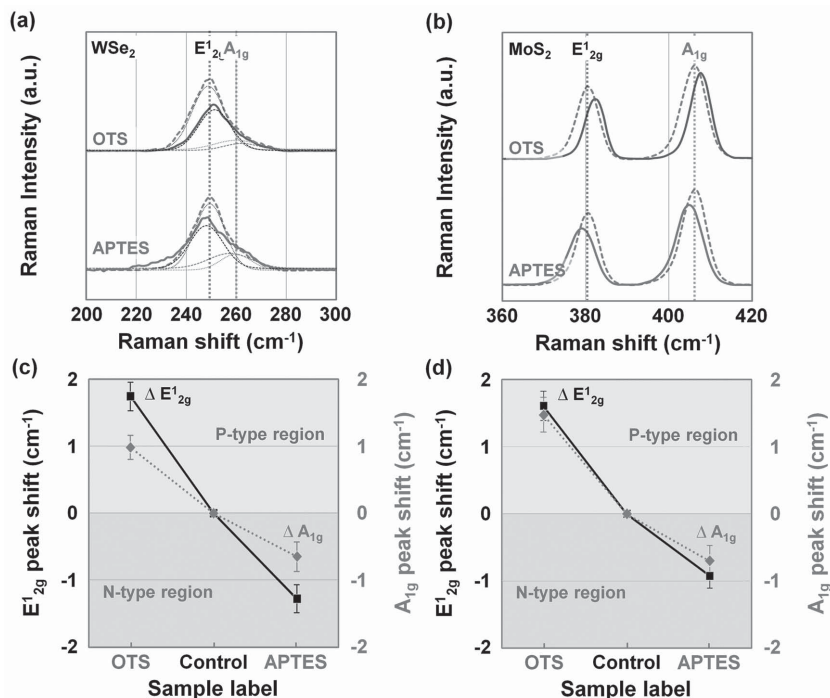 (a)
WSe₂
E¹₂g A₁g
OTS
APTES
Raman Intensity (a.u.)
200 220 240 260 280 300
Raman shift (cm⁻¹)
(b)
MoS₂
E¹₂g
A₁g
OTS
APTES
Raman Intensity (a.u.)
360 380 400 420
Raman shift (cm⁻¹)
(c)
E¹₂g peak shift (cm⁻¹)
2
1
0
-1
-2
Δ E¹₂g
P-type region
Δ A₁g
N-type region
2
1
0
-1
-2
A₁g peak shift (cm⁻¹)
OTS Control APTES
Sample label
(d)
E¹₂g peak shift (cm⁻¹)
2
1
0
-1
-2
Δ E¹₂g
P-type region
Δ A₁g
N-type region
2
1
0
-1
-2
A₁g peak shift (cm⁻¹)
OTS Control APTES
Sample label